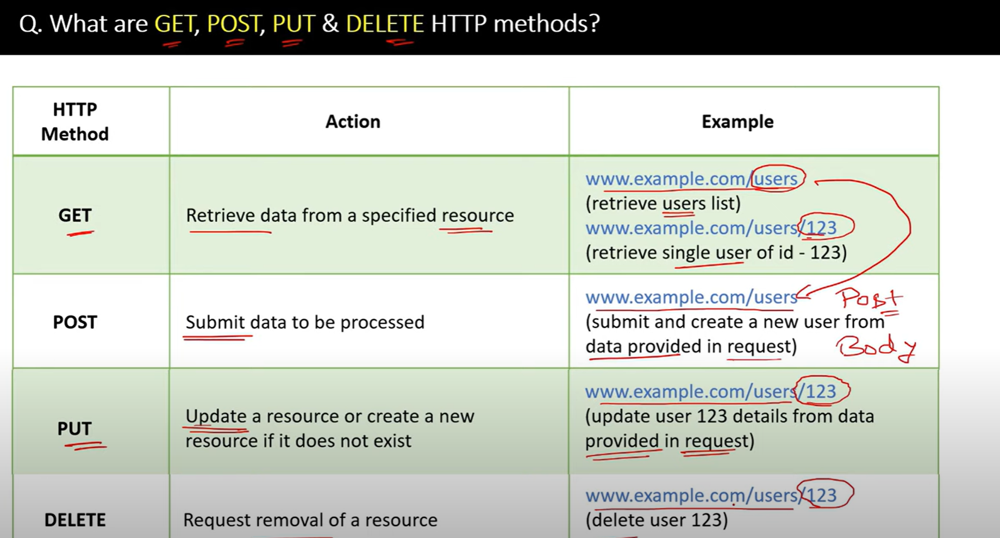 Q. What are GET, POST, PUT & DELETE HTTP methods?
HTTP
Method
Action
Example
GET
Retrieve data from a specified resource
www.example.com/users
(retrieve users list)
www.example.com/users/123
(retrieve single user of id - 123)
POST
Submit data to be processed
www.example.com/users
Post
(submit and create a new user from
data provided in request)
Body
PUT
Update a resource or create a new
resource if it does not exist
www.example.com/users/123
(update user 123 details from data
provided in request)
DELETE
Request removal of a resource
www.example.com/users/123
(delete user 123)